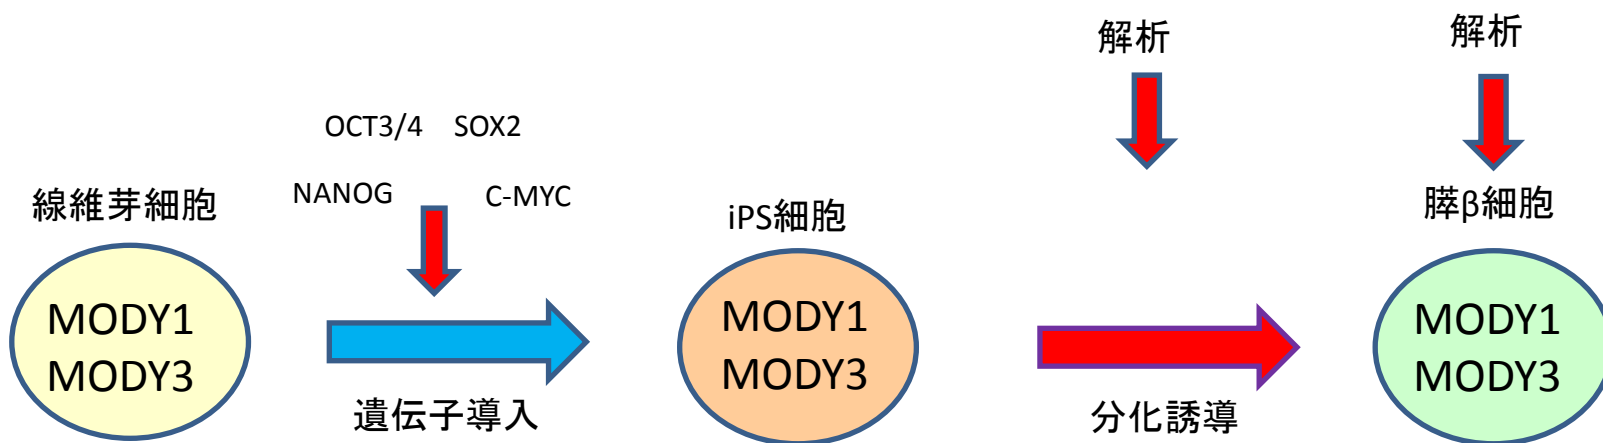 解析
解析
OCT3/4 SOX2
NANOG C-MYC
線維芽細胞
iPS細胞
膵β細胞
MODY1
MODY3
MODY1
MODY3
MODY1
MODY3
遺伝子導入
分化誘導